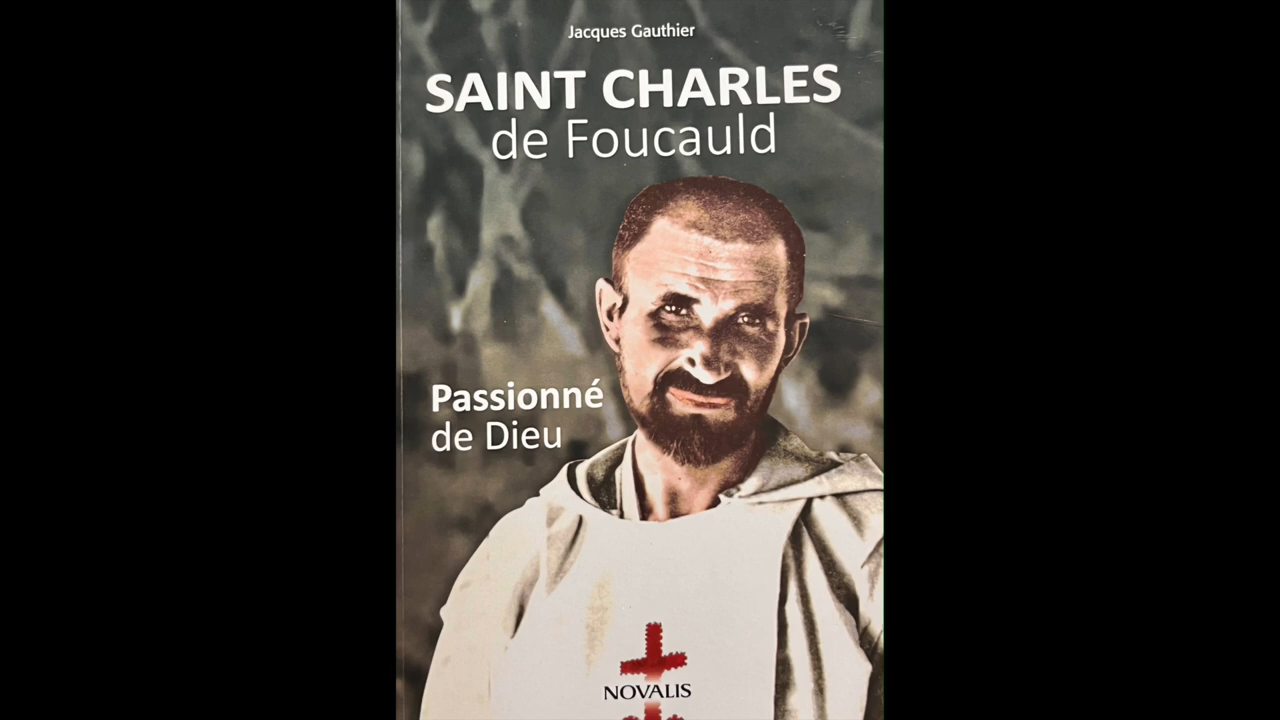 Jacques Gauthier
SAINT CHARLES
de Foucauld
Passionné
de Dieu
NOVALIS